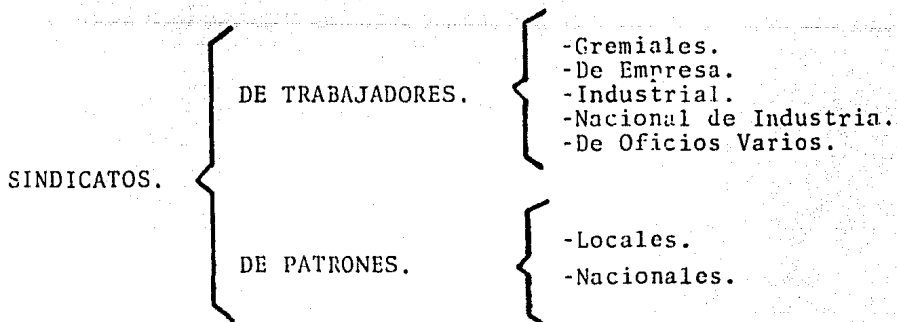 SINDICATOS.
DE TRABAJADORES.
-Gremiales.
-De Empresa.
-Industrial.
-Nacional de Industria.
-De Oficios Varios.
DE PATRONES.
-Locales.
-Nacionales.